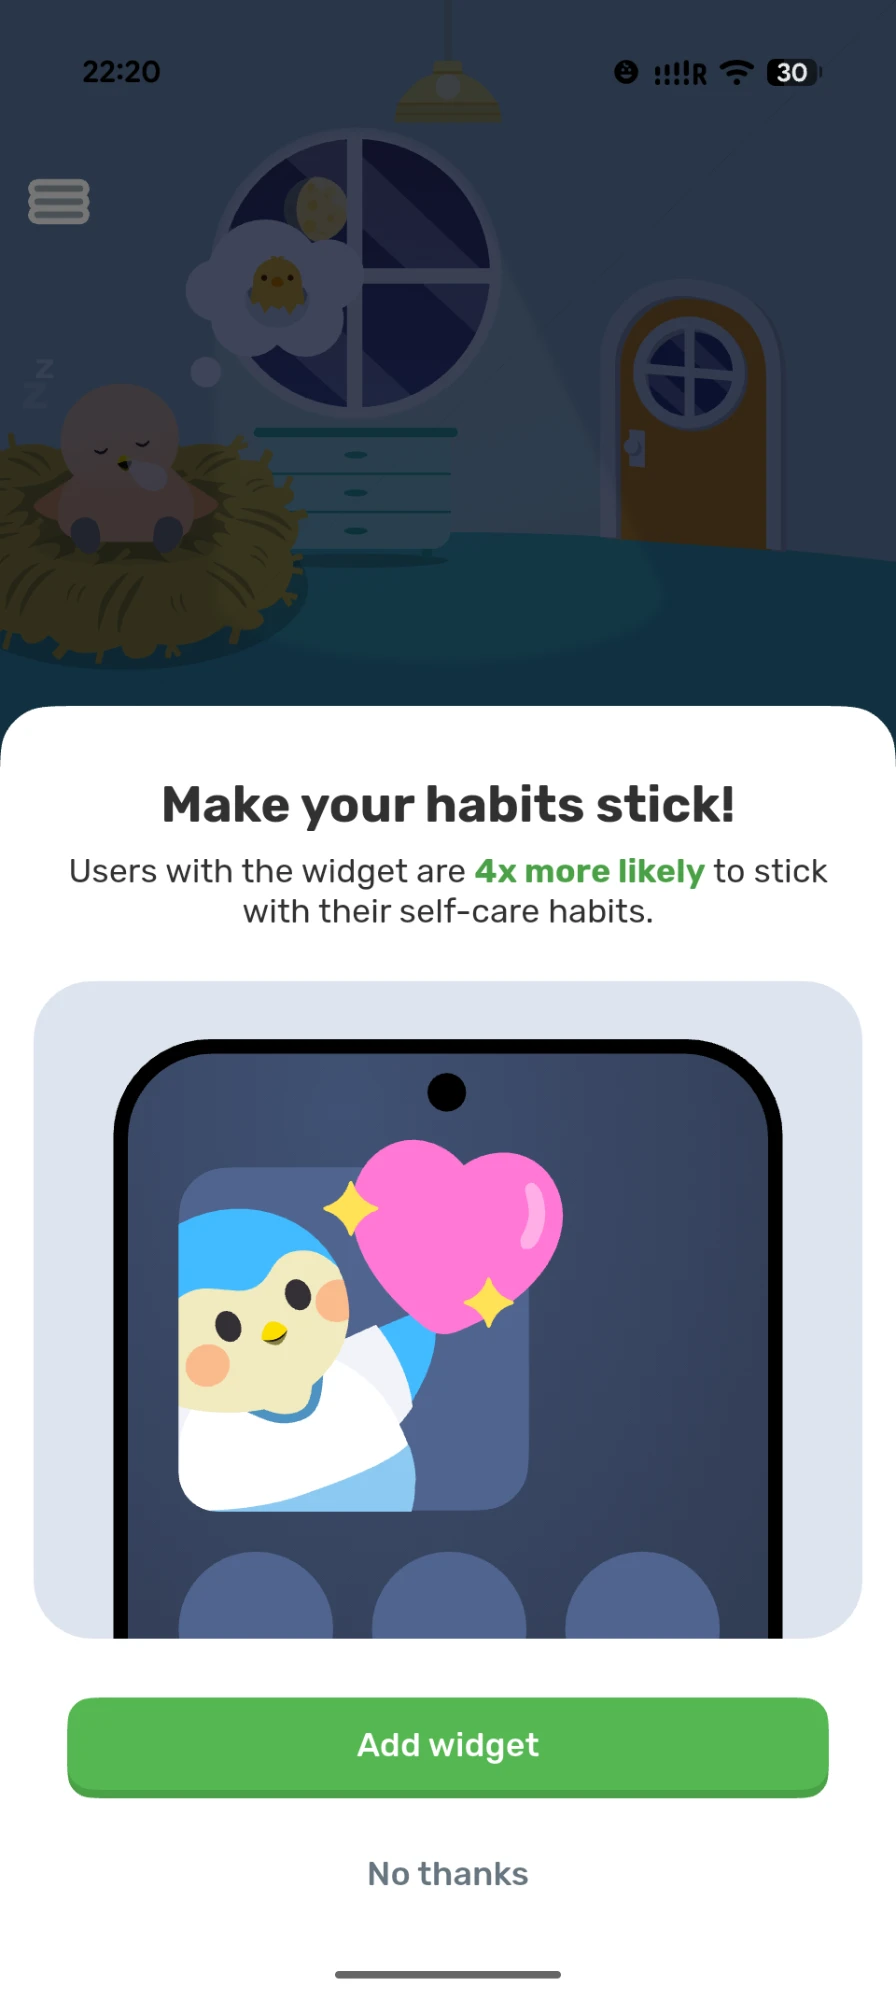 22:20
R
30
z
Z
Make your habits stick!
Users with the widget are 4x more likely to stick
with their self-care habits.
Add widget
No thanks